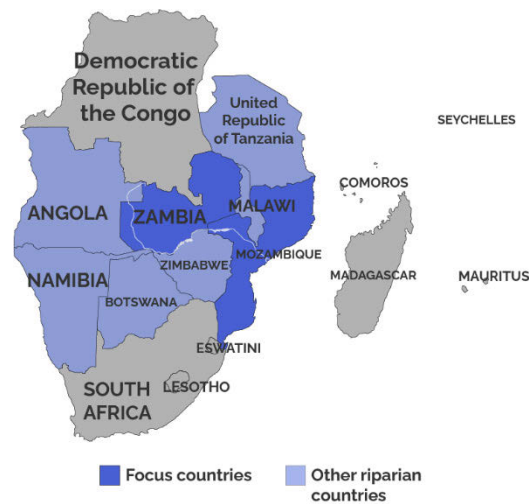 Democratic
Republic of
the Congo
United Republic
of Tanzania
SEYCHELLES
COMOROS
ANGOLA
ZAMBIA
MALAWI
MOZAMBIQUE
NAMIBIA
ZIMBABWE
MADAGASCAR
MAURITUS
BOTSWANA
ESWATINI
SOUTH
AFRICA
LESOTHO
Focus countries
Other riparian
countries